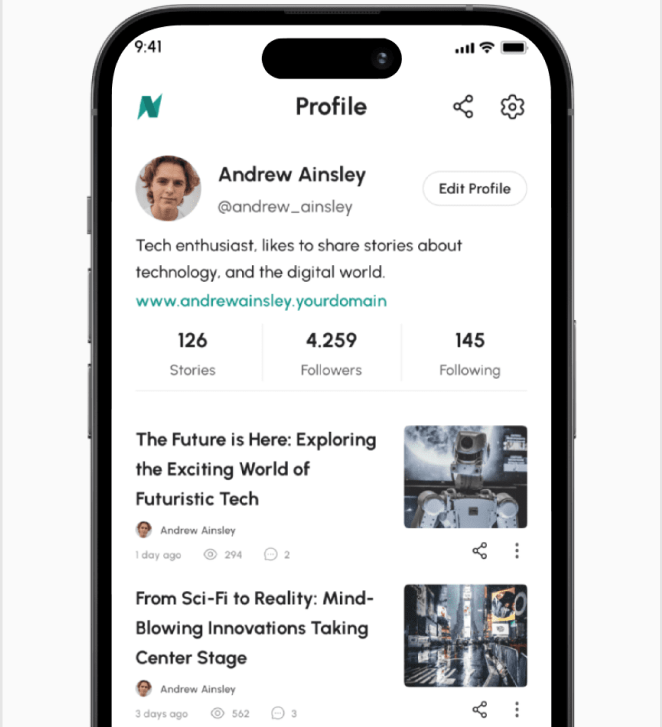 9:41
Profile
Andrew Ainsley
@andrew_ainsley
Edit Profile
Tech enthusiast, likes to share stories about
technology, and the digital world.
www.andrewainsley.yourdomain
126
4.259
145
Stories
Followers
Following
The Future is Here: Exploring
the Exciting World of
Futuristic Tech
Andrew Ainsley
1 day ago 294 2
From Sci-Fi to Reality: Mind-
Blowing Innovations Taking
Center Stage
Andrew Ainsley
3 days ago 562 3